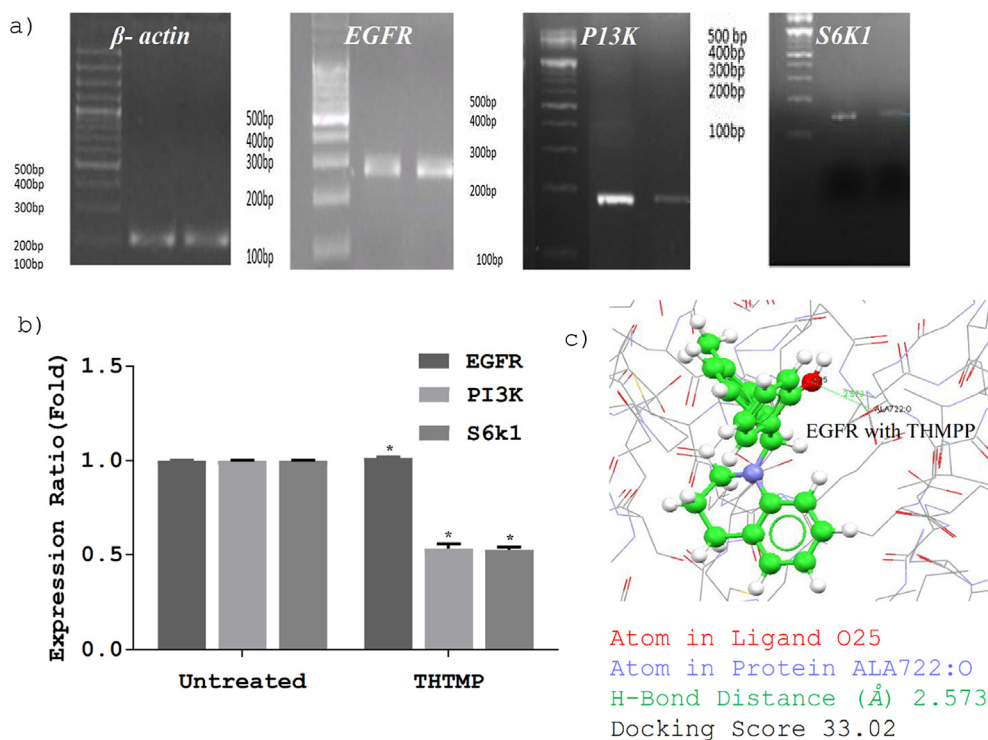 a)
β- actin
500bp
400bp
300bp
200bp
100bp
EGFR
500bp
400bp
300bp
200bp
100bp
P13K
500bp
400bp
300bp
200bp
100bp
S6K1
500 bp
400bp
300bp
200bp
100bp
b)
Expression Ratio(Fold)
1.5
1.0
0.5
0.0
EGFR
PI3K
S6k1
*
*
*
Untreated
THTMP
c)
2.573
ALA722:O
EGFR with THMPP
Atom in Ligand O25
Atom in Protein ALA722:O
H-Bond Distance (Å) 2.573
Docking Score 33.02